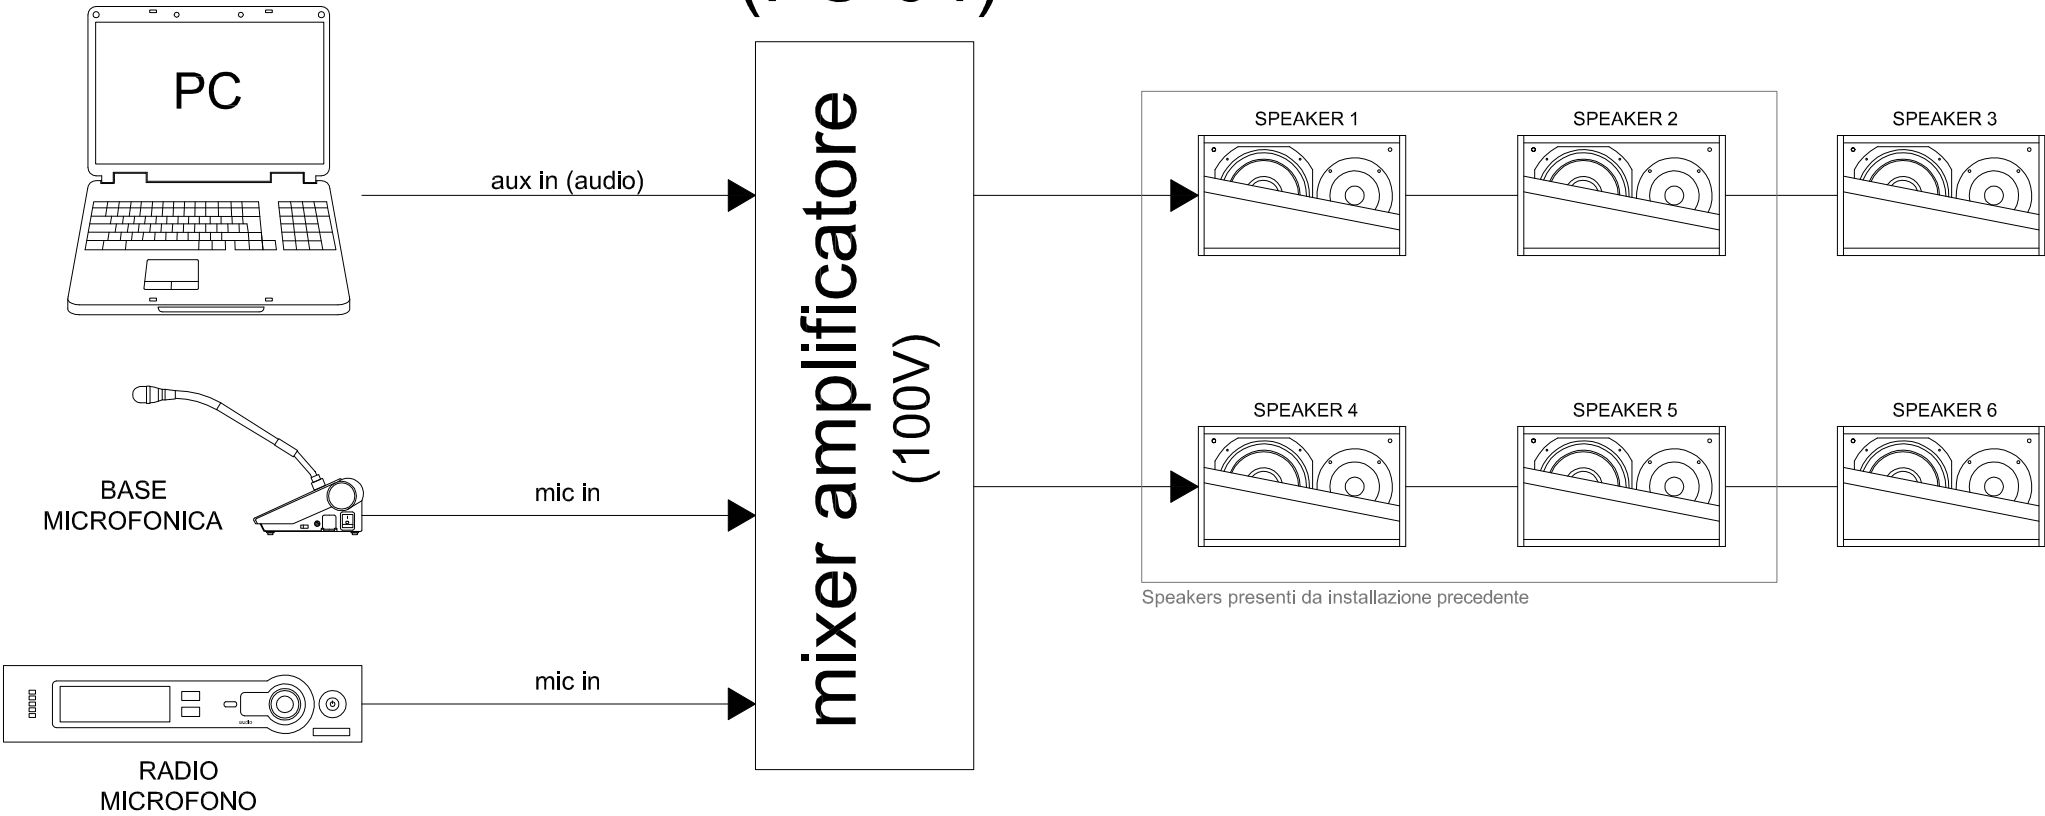 PC
aux in (audio)
BASE
MICROFONICA
mic in
audio
RADIO
MICROFONO
mic in
mixer amplificatore
(100V)
SPEAKER 1
SPEAKER 2
SPEAKER 3
SPEAKER 4
SPEAKER 5
SPEAKER 6
Speakers presenti da installazione precedente